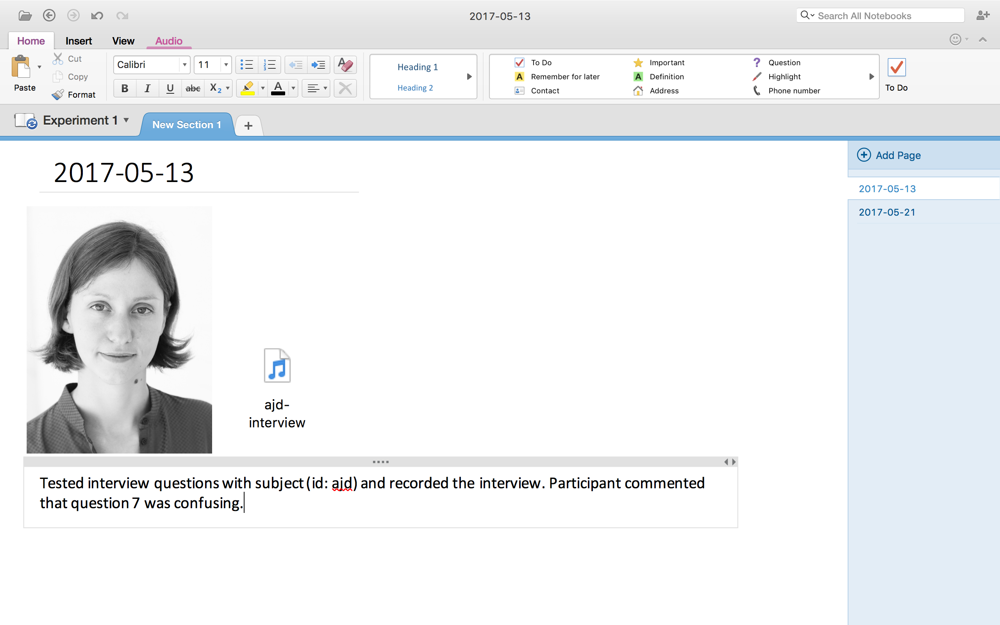 2017-05-13
Search All Notebooks
Home Insert View Audio
Paste
Cut
Copy
Format
Calibri 11
B I U abc X2 A
Heading 1
Heading 2
To Do Important Question
Remember for later Definition Highlight
Contact Address Phone number
To Do
Experiment 1 New Section 1 +
2017-05-13
ajd-
interview
Tested interview questions with subject (id: ajd) and recorded the interview. Participant commented
that question 7 was confusing.
Add Page
2017-05-13
2017-05-21